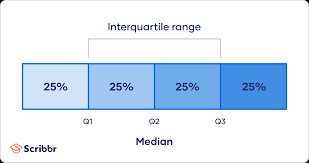 Interquartile range
25% 25% 25% 25%
Q1 Q2 Q3
Median
Scribbr